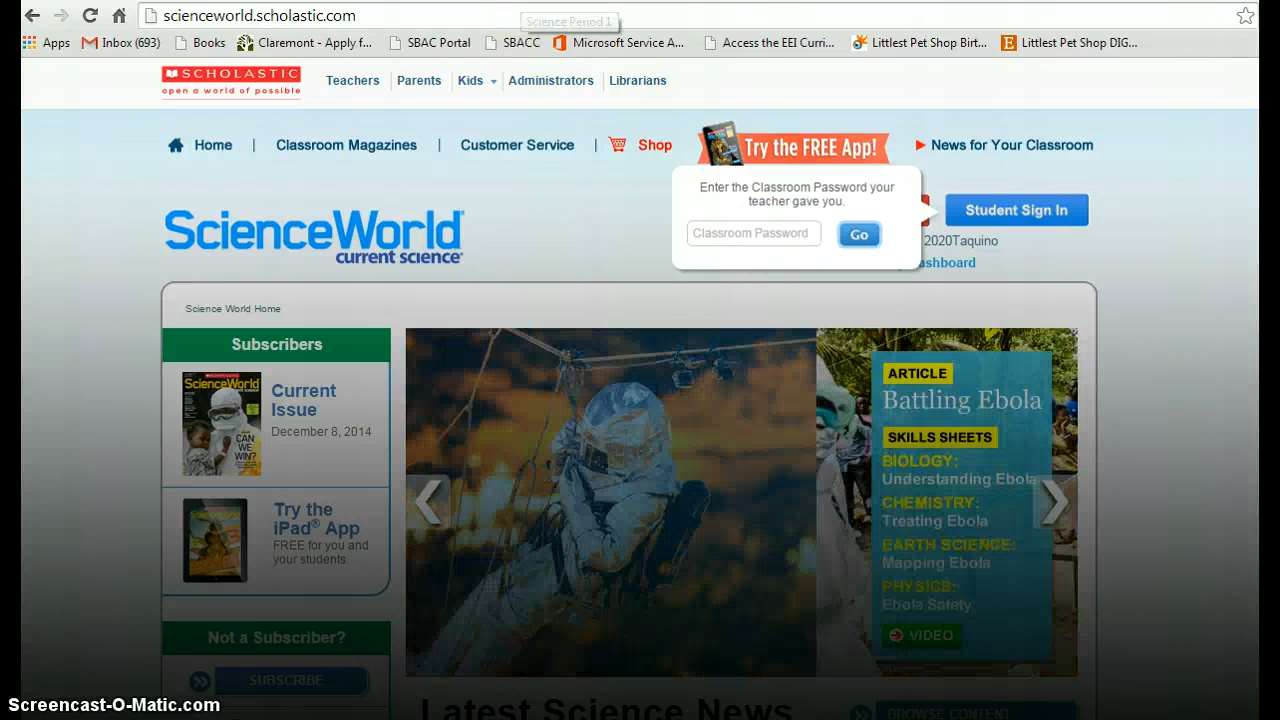 scienceworld.scholastic.com
Science Period 1
Apps Inbox (693) Books Claremont - Apply f... SBAC Portal SBACC Microsoft Service A... Access the EEI Curri... Littlest Pet Shop Birt... Littlest Pet Shop DIG...
SCHOLASTIC
open a world of possible
Teachers Parents Kids Administrators Librarians
Home | Classroom Magazines | Customer Service | Shop
Try the FREE App!
News for Your Classroom
Enter the Classroom Password your
teacher gave you.
Classroom Password Go
Student Sign In
2020Taquino
ashboard
ScienceWorld
current science®
Science World Home
Subscribers
ScienceWorld
CAN
WE
WIN?
Current
Issue
December 8, 2014
Try the
iPad® App
FREE for you and
your students.
Not a Subscriber?
SUBSCRIBE
ARTICLE
Battling Ebola
SKILLS SHEETS
BIOLOGY:
Understanding Ebola
CHEMISTRY:
Treating Ebola
EARTH SCIENCE:
Mapping Ebola
PHYSICS:
Ebola Safety
VIDEO
Latest Science News
BROWSE CONTENT
Screencast-O-Matic.com